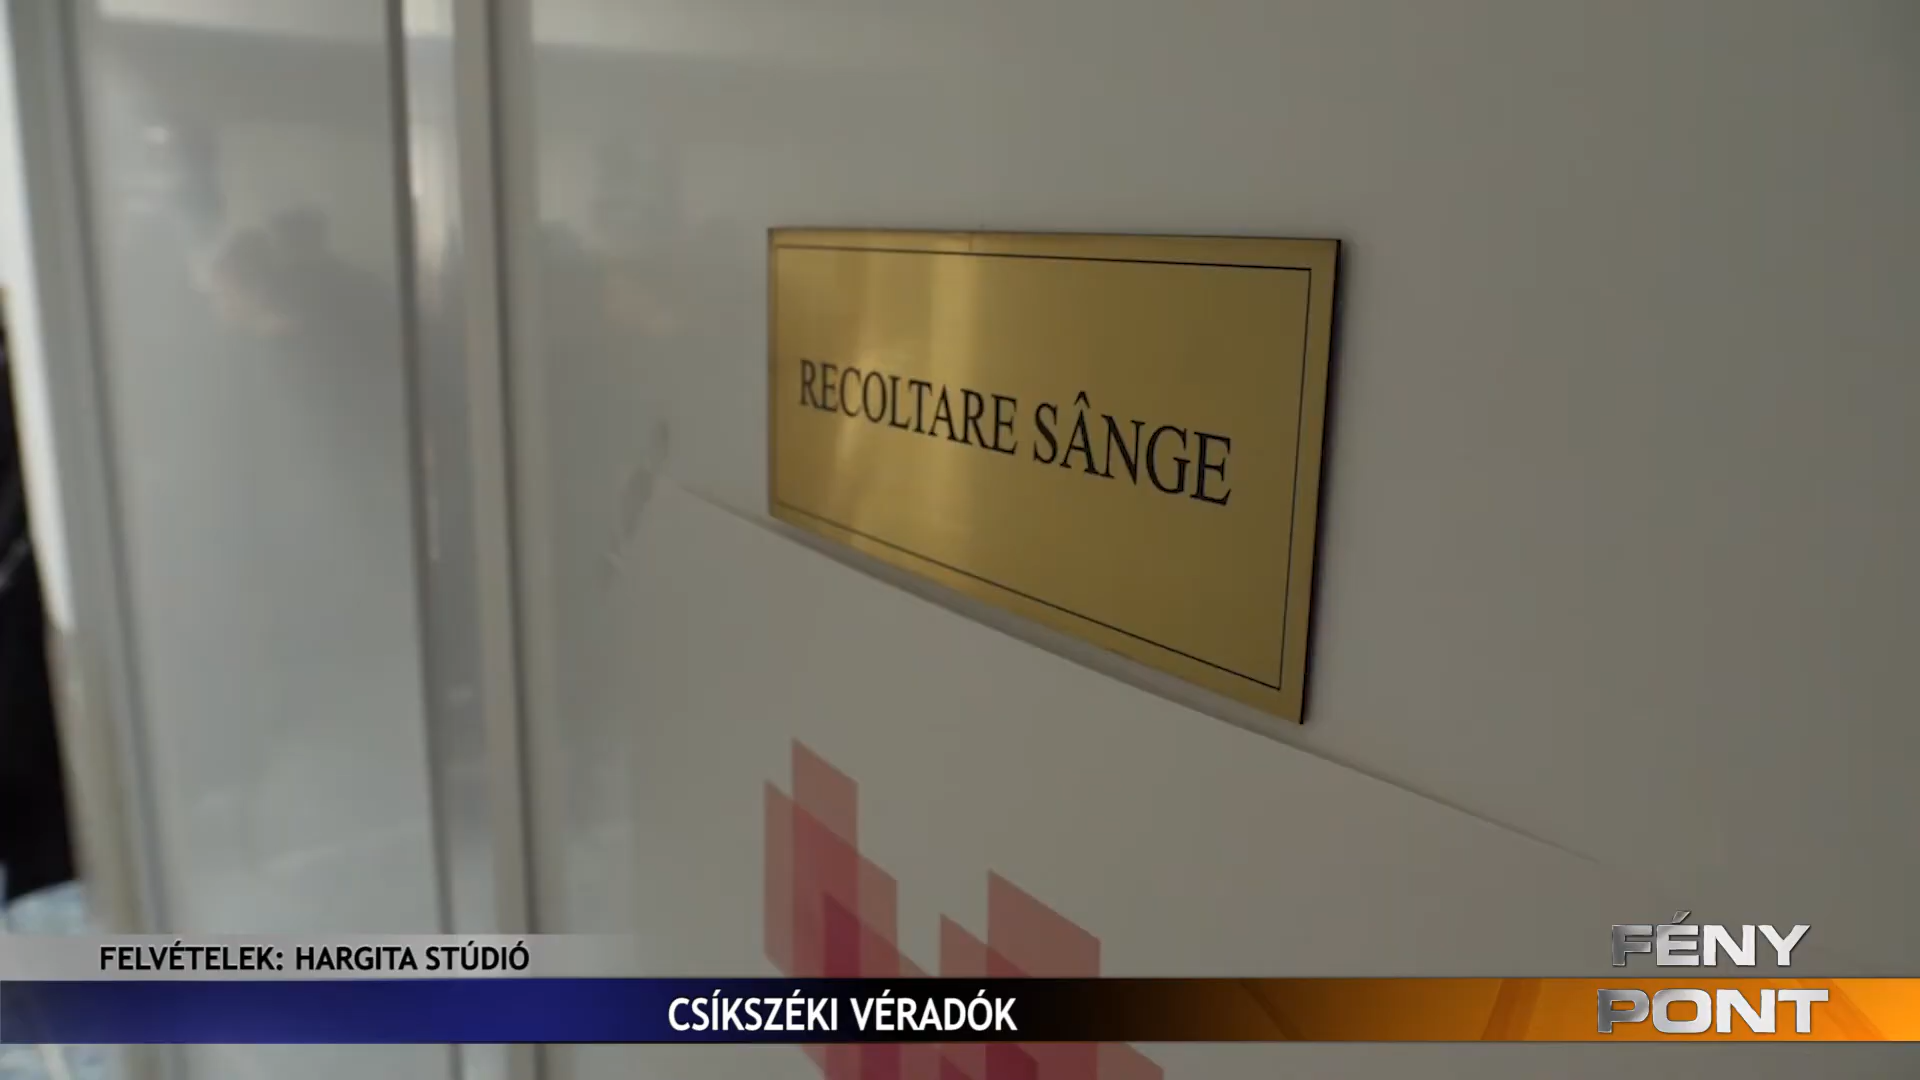 RECOLTARE SÂNGE
FELVÉTELEK: HARGITA STÚDIÓ
CSÍKSZÉKI VÉRADÓK
FÉNY
PONT